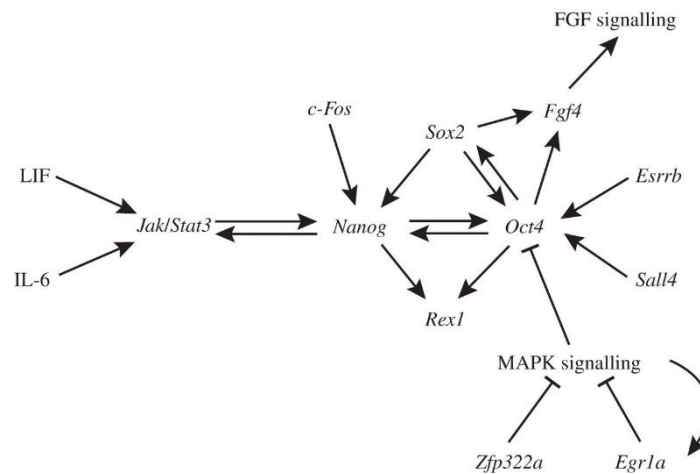 FGF signalling
c-Fos
Sox2
Fgf4
LIF
Esrrb
Jak/Stat3
Nanog
Oct4
IL-6
Sall4
Rex1
MAPK signalling
Zfp322a
Egr1a